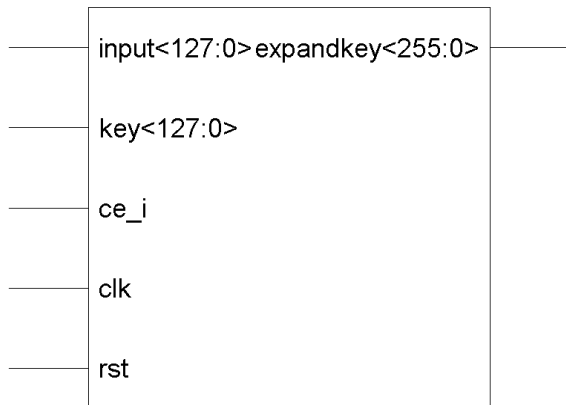 input<127:0> expandkey<255:0>
key<127:0>
ce_i
clk
rst